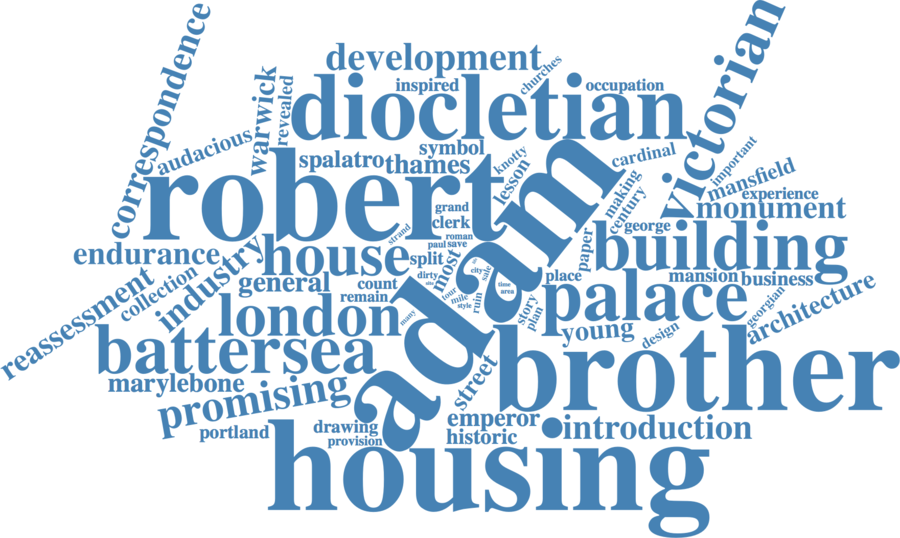 correspondence
victorian
development
churches
inspired
occupation
warwick
revealed
diocletian
audacious
symbol
cardinal
important
spalatro
thames
knotty
lesson
mansfield
robert
adam
making
century
experience
grand
clerk
monument
george
roman
strand
paul
save
endurance
industry
house
split
most
paper
building
city
sale
dirty
reassessment
collection
general
count
time
area
place
mansion
business
remain
four
mile
style
ruin
palace
georgian
architecture
london
many
story
plan
young
design
battersea
brother
marylebone
promising
street
portland
drawing
provision
emperor
historic
introduction
housing